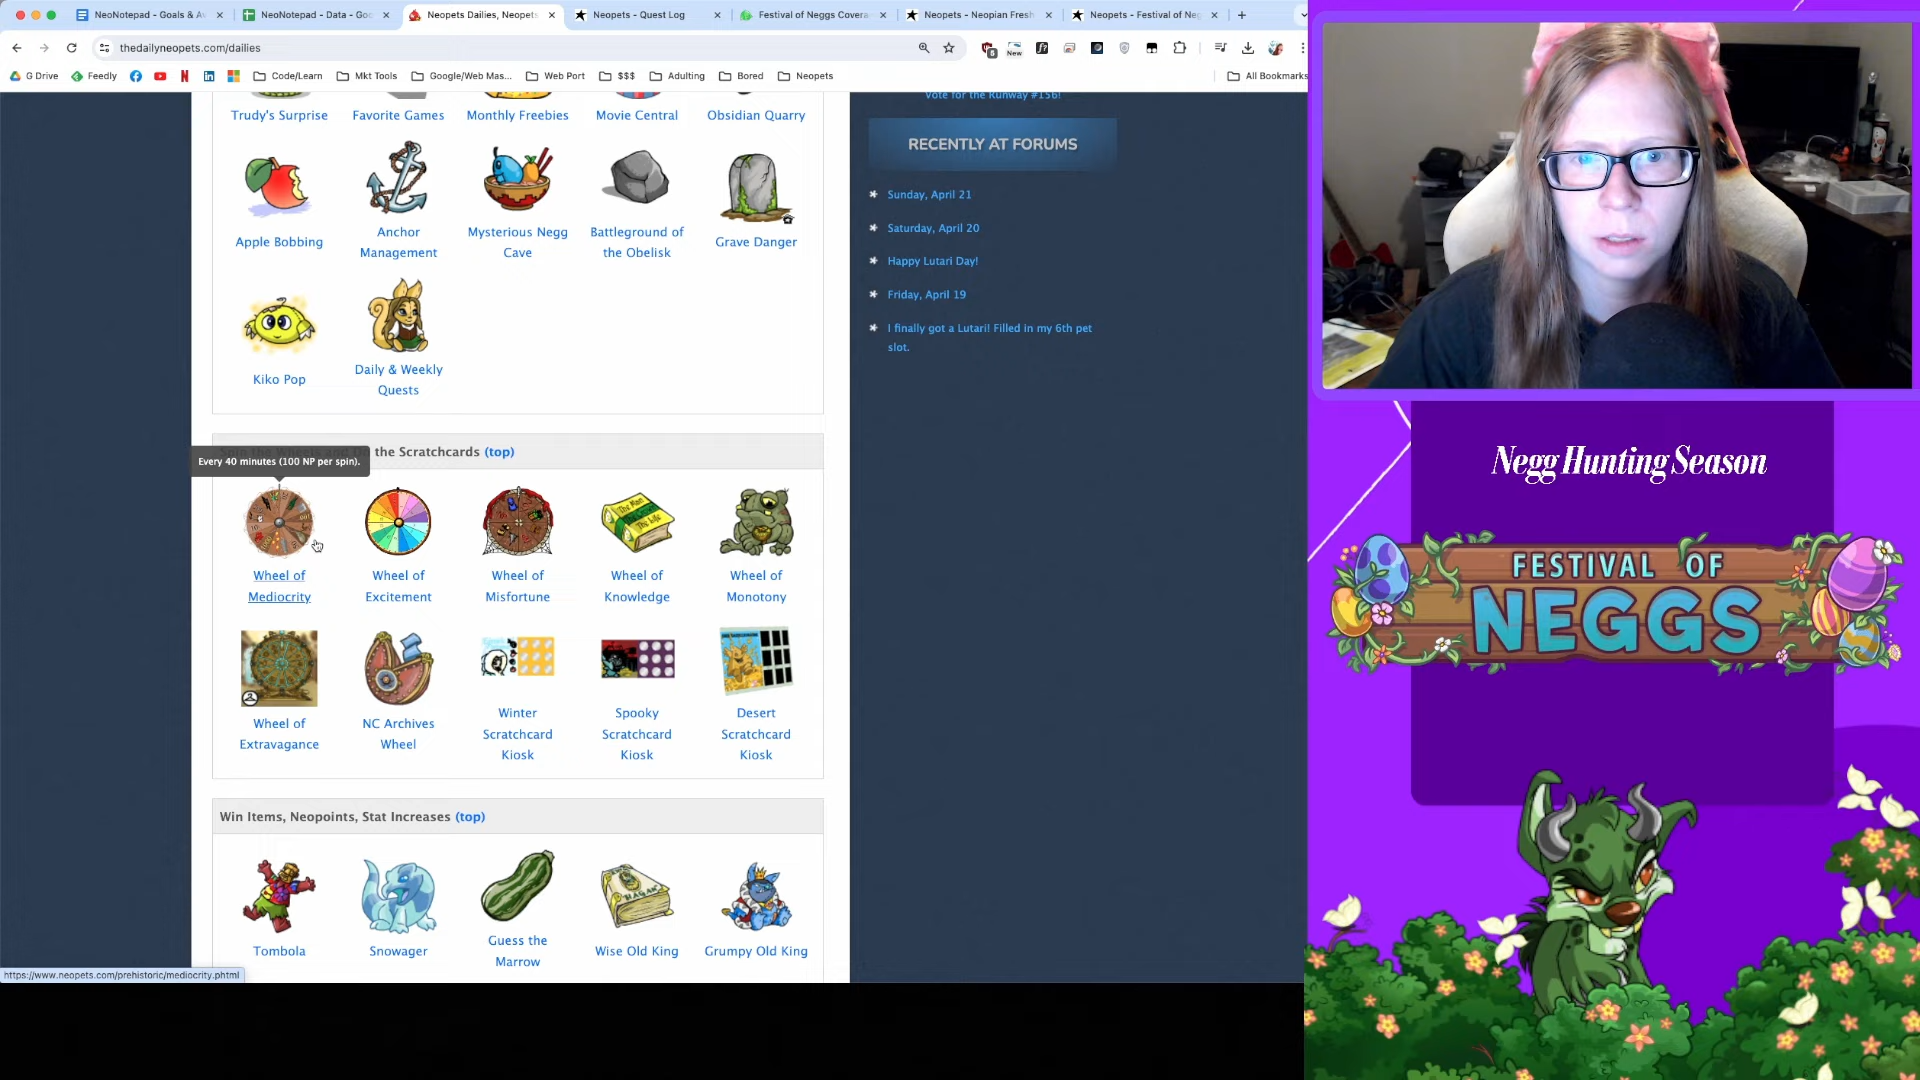 NeoNotepad - Goals & A
NeoNotepad - Data - Goo
Neopets Dailies, Neopets
Neopets - Quest Log
Festival of Neggs Covera
Neopets - Neopian Fresh
Neopets - Festival of Neg
thedailyneopets.com/dailies
New
G Drive
Feedly
Code/Learn
Mkt Tools
Google/Web Mas...
Web Port
$$$
Adulting
Bored
Neopets
All Bookmarks
Trudy's Surprise
Favorite Games
Monthly Freebies
Movie Central
Obsidian Quarry
Apple Bobbing
Anchor
Management
Mysterious Negg
Cave
Battleground of
the Obelisk
Grave Danger
Kiko Pop
Daily & Weekly
Quests
the Scratchcards (top)
Every 40 minutes (100 NP per spin).
Wheel of
Mediocrity
Wheel of
Excitement
Wheel of
Misfortune
Wheel of
Knowledge
Wheel of
Monotony
Wheel of
Extravagance
NC Archives
Wheel
Winter
Scratchcard
Kiosk
Spooky
Scratchcard
Kiosk
Desert
Scratchcard
Kiosk
Win Items, Neopoints, Stat Increases (top)
Tombola
Snowager
Guess the
Marrow
Wise Old King
Grumpy Old King
https://www.neopets.com/prehistoric/mediocrity.phtml
Vote for the Runway #156!
RECENTLY AT FORUMS
Sunday, April 21
Saturday, April 20
Happy Lutari Day!
Friday, April 19
I finally got a Lutari! Filled in my 6th pet
slot.
Negg Hunting Season
FESTIVAL OF
NEGGS